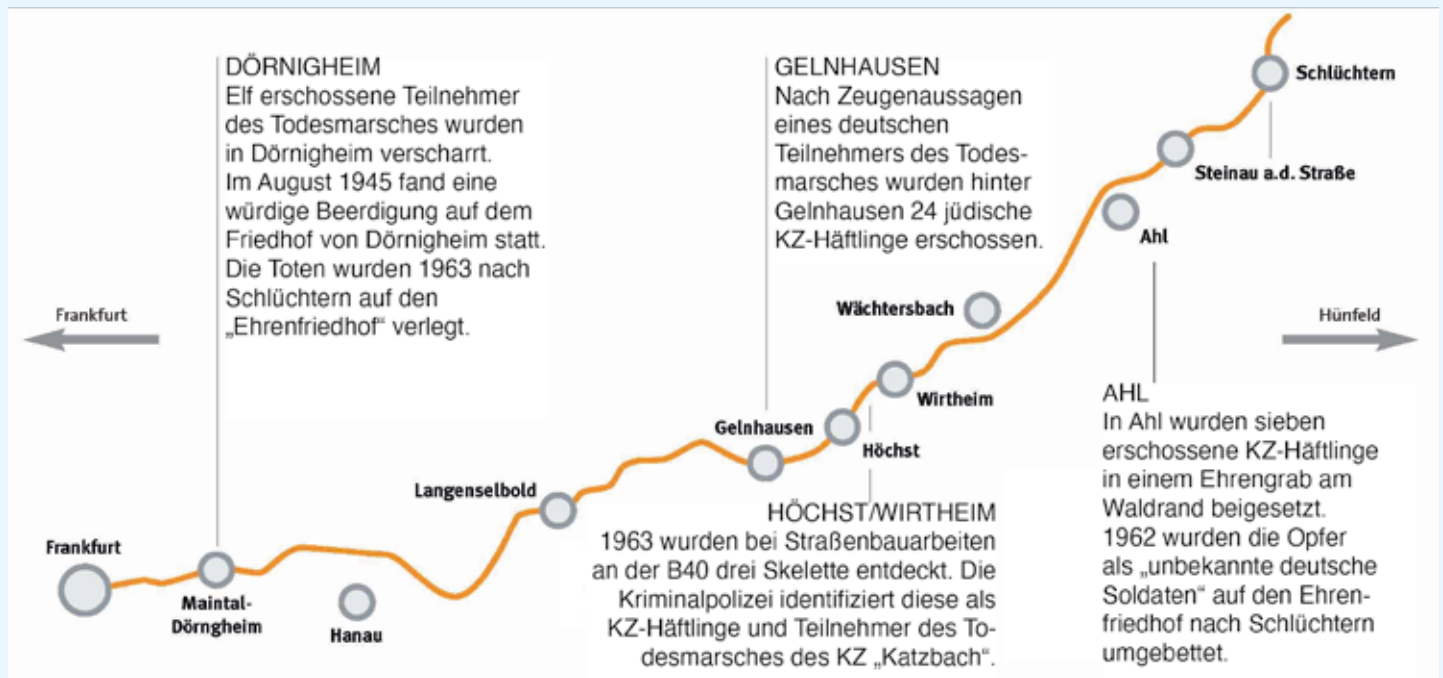 DÖRNIGHEIM
Elf erschossene Teilnehmer
des Todesmarsches wurden
in Dörnigheim verscharrt.
Im August 1945 fand eine
würdige Beerdigung auf dem
Friedhof von Dörnigheim statt.
Die Toten wurden 1963 nach
Schlüchtern auf den
„Ehrenfriedhof“ verlegt.
GELNHAUSEN
Nach Zeugenaussagen
eines deutschen
Teilnehmers des Todes-
marsches wurden hinter
Gelnhausen 24 jüdische
KZ-Häftlinge erschossen.
Schlüchtern
Steinau a.d. Straße
Ahl
Wächtersbach
Frankfurt
Hünfeld
Wirtheim
Gelnhausen
Höchst
Langenselbold
AHL
In Ahl wurden sieben
erschossene KZ-Häftlinge
in einem Ehrengrab am
Waldrand beigesetzt.
1962 wurden die Opfer
als „unbekannte deutsche
Soldaten“ auf den Ehren-
friedhof nach Schlüchtern
umgebettet.
HÖCHST/WIRTHEIM
1963 wurden bei Straßenbauarbeiten
an der B40 drei Skelette entdeckt. Die
Kriminalpolizei identifiziert diese als
KZ-Häftlinge und Teilnehmer des To-
desmarsches des KZ „Katzbach“.
Frankfurt
Maintal-
Dörngheim
Hanau